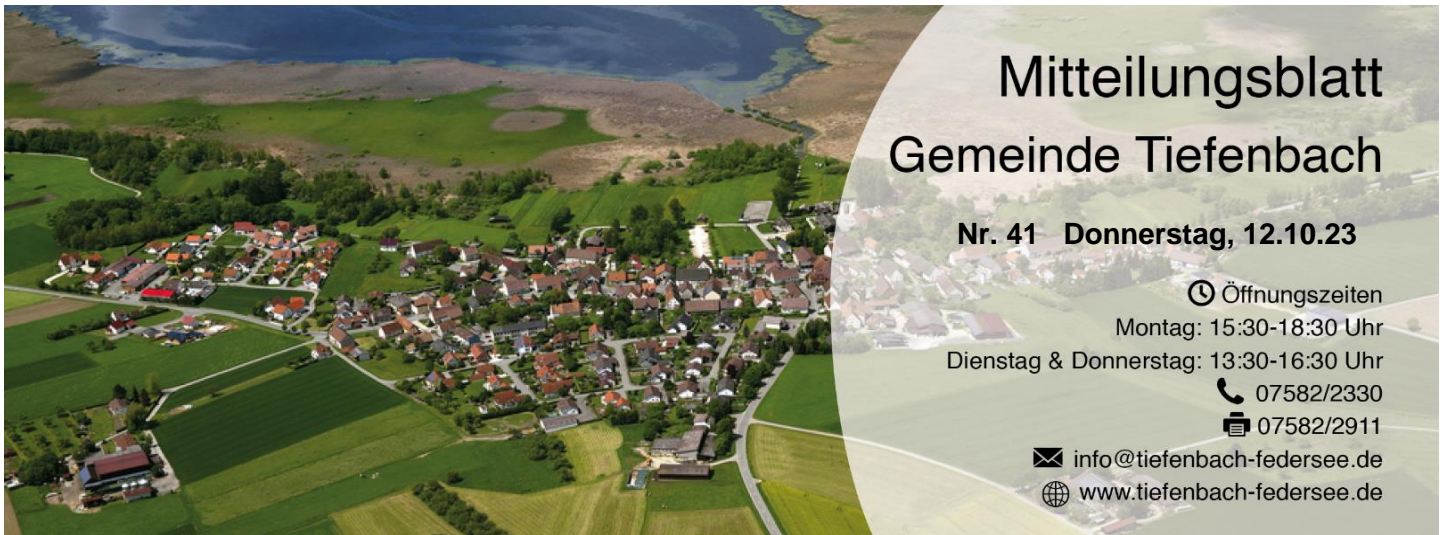 Mitteilungsblatt
Gemeinde Tiefenbach
Nr. 41 Donnerstag, 12.10.23
Öffnungszeiten
Montag: 15:30-18:30 Uhr
Dienstag & Donnerstag: 13:30-16:30 Uhr
07582/2330
07582/2911
info@tiefenbach-federsee.de
www.tiefenbach-federsee.de